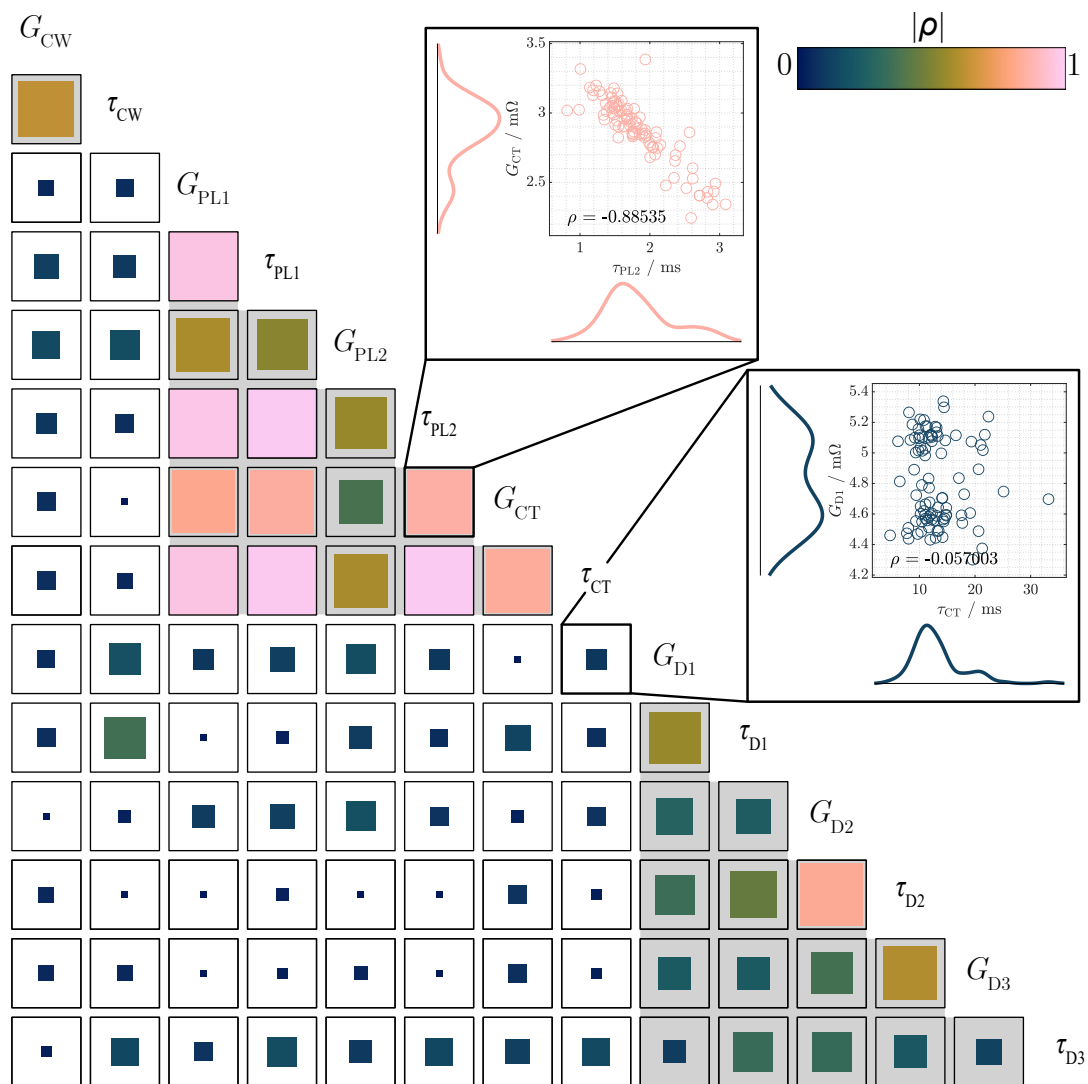 G_CW
|ρ|
0 1
τ_CW
G_PL1
τ_PL1
G_PL2
τ_PL2
G_CT
τ_CT
G_D1
τ_D1
G_D2
τ_D2
G_D3
τ_D3
3.5
3
2.5
G_CT / mΩ
ρ = -0.88535
1 2 3
τ_PL2 / ms
5.4
5.2
5
4.8
4.6
4.4
4.2
G_D1 / mΩ
ρ = -0.057003
10 20 30
τ_CT / ms